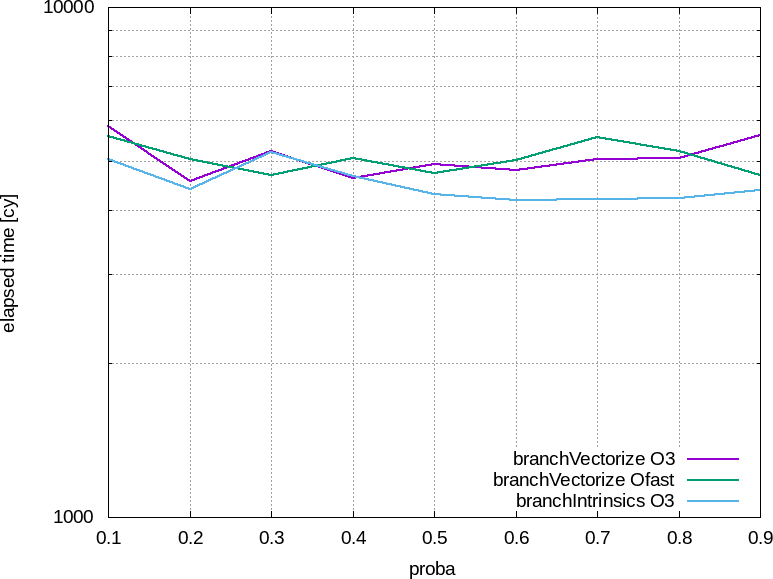 10000
1000
elapsed time [cy]
branchVectorize O3
branchVectorize Ofast
branchIntrinsics O3
0.1 0.2 0.3 0.4 0.5 0.6 0.7 0.8 0.9
proba